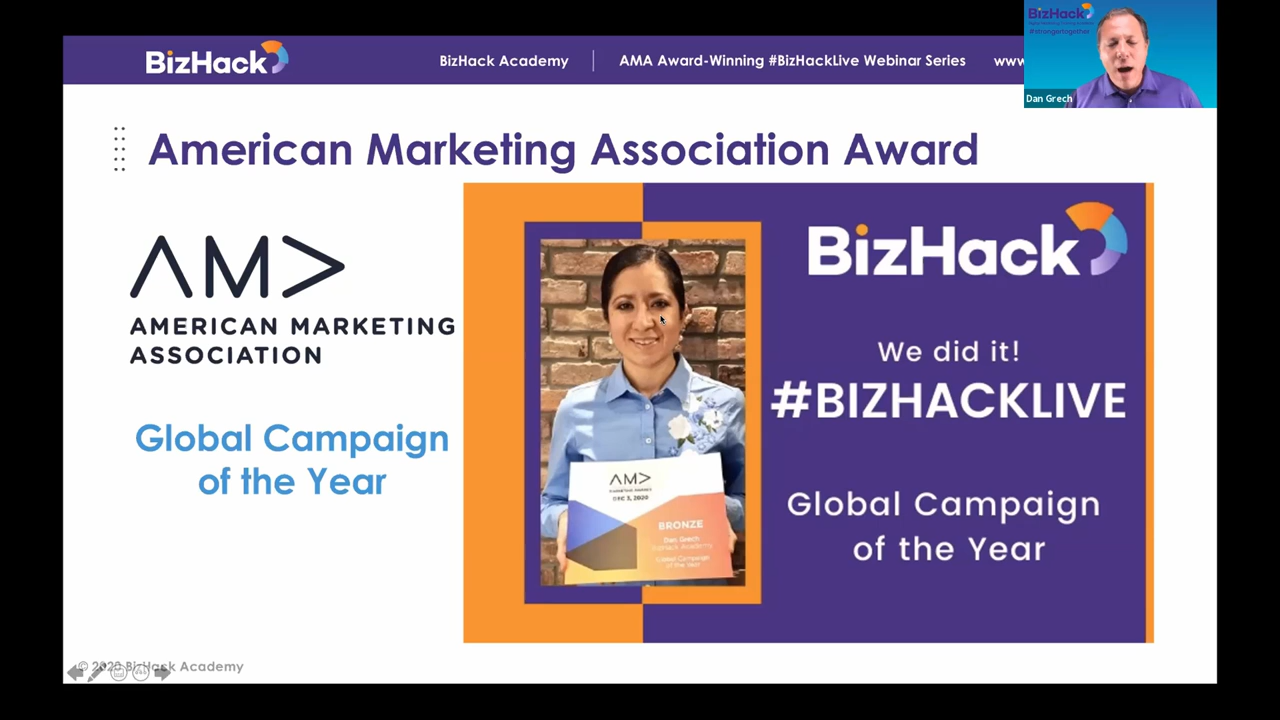 BizHack
BizHack Academy
AMA Award-Winning #BizHackLive Webinar Series
www
BizHack
#strongertogether
Dan Grech
American Marketing Association Award
AMA
AMERICAN MARKETING
ASSOCIATION
Global Campaign
of the Year
AMA
DEC 3, 2020
BRONZE
Dan Grech
BizHack Academy
Global Campaign
of the Year
BizHack
We did it!
#BIZHACKLIVE
Global Campaign
of the Year
BizHack Academy